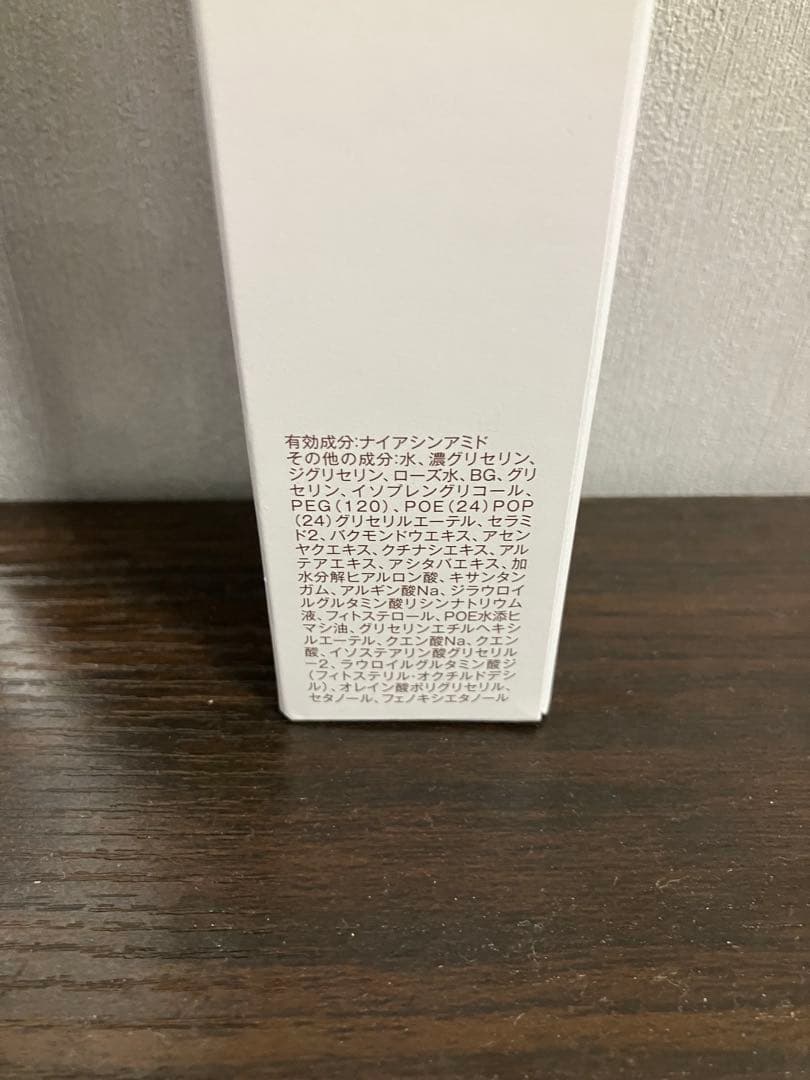 有効成分:ナイアシンアミド
その他の成分:水、濃グリセリン、
ジグリセリン、ローズ水、BG、グリ
セリン、イソプレングリコール、
PEG(120)、POE(24)POP
(24)グリセリルエーテル、セラミ
ド2、バクモンドウエキス、アセン
ヤクエキス、クチナシエキス、アル
テアエキス、アシタバエキス、加
水分解ヒアルロン酸、キサンタン
ガム、アルギン酸Na、ジラウロイ
ルグルタミン酸リシンナトリウム
液、フィトステロール、POE水添ヒ
マシ油、グリセリンエチルヘキシ
ルエーテル、クエン酸Na、クエン
酸、イソステアリン酸グリセリル
-2、ラウロイルグルタミン酸ジ
(フィトステリル・オクチルドデシ
ル)、オレイン酸ポリグリセリル、
セタノール、フェノキシエタノール